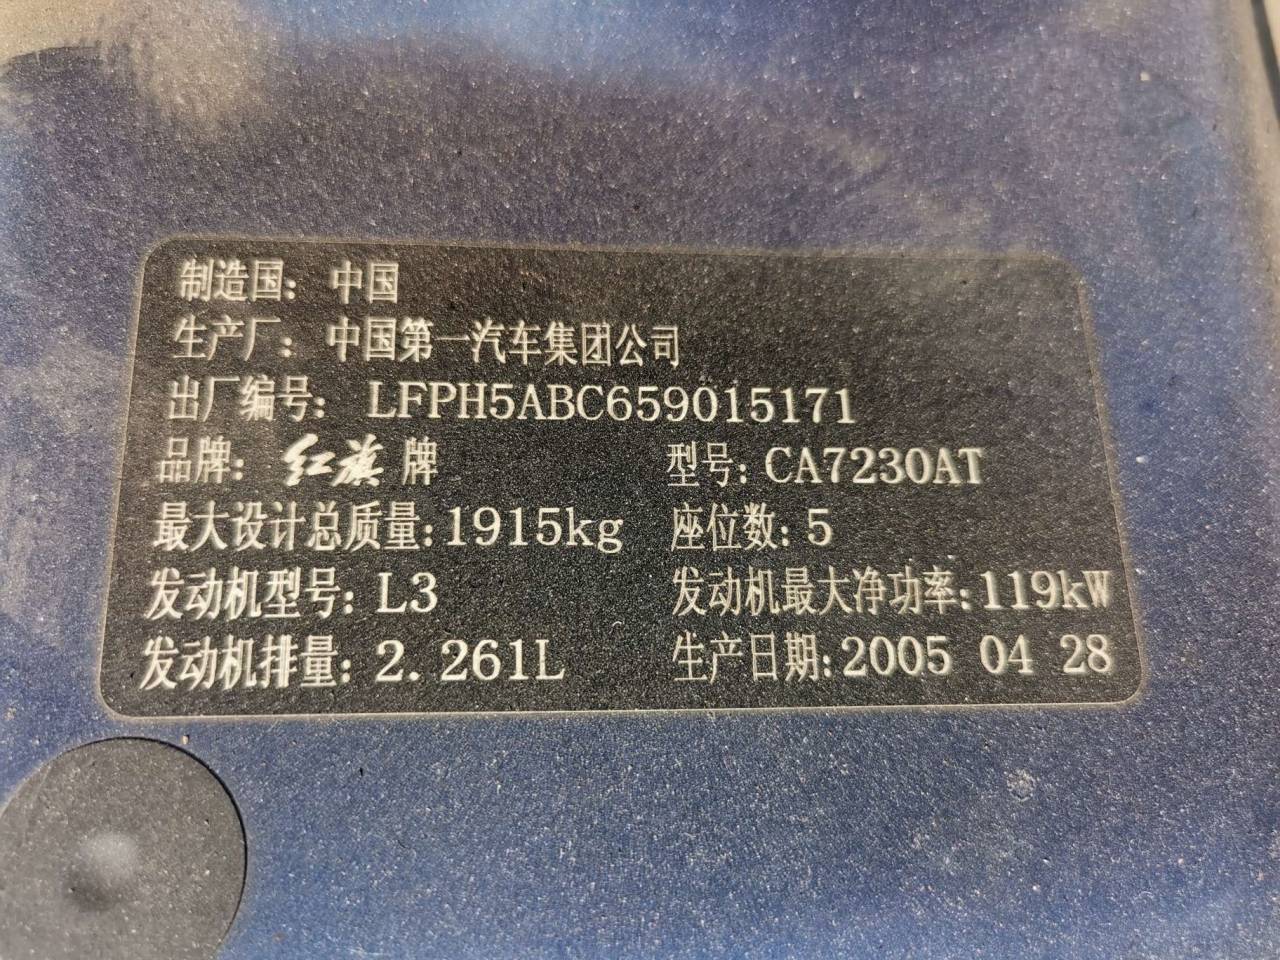 制造国：中国
生产厂：中国第一汽车集团公司
出厂编号：LFPH5ABC659015171
品牌：红旗牌 型号：CA7230AT
最大设计总质量：1915kg 座位数：5
发动机型号：L3 发动机最大净功率：119kW
发动机排量：2.261L 生产日期：2005 04 28